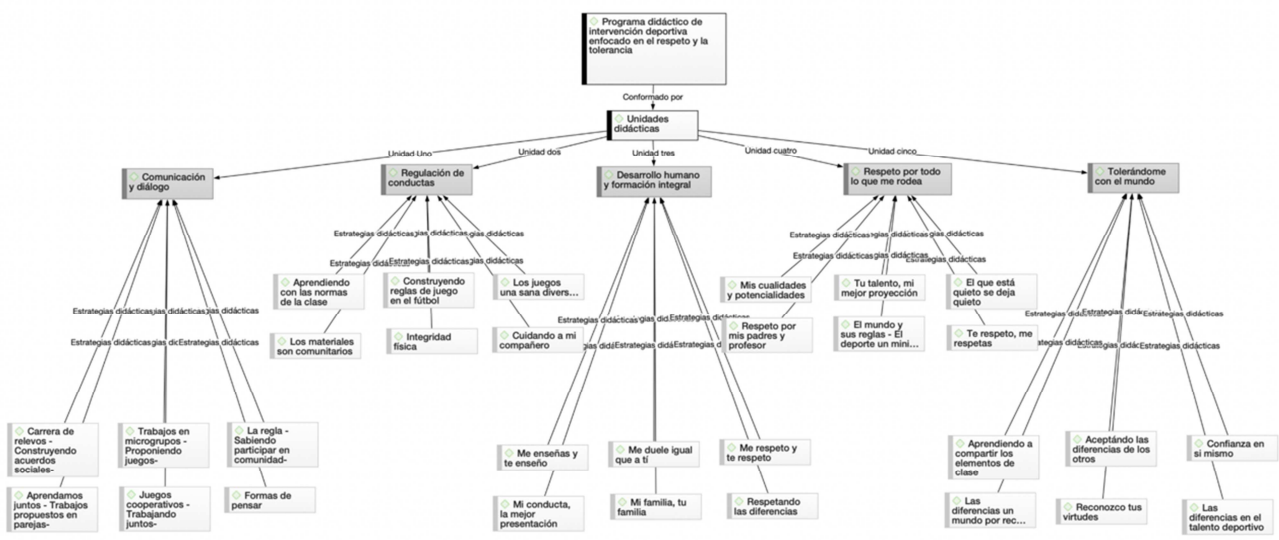 Programa didáctico de
intervención deportiva
enfocado en el respeto y la
tolerancia
Conformado por
Unidades
didácticas
Unidad Uno
Unidad dos
Unidad tres
Unidad cuatro
Unidad cinco
Comunicación
y diálogo
Regulación de
conductas
Desarrollo humano
y formación integral
Respeto por todo
lo que me rodea
Tolerándome
con el mundo
Estrategias didácticas
Aprendiendo
con las normas
de la clase
Construyendo
reglas de juego
en el fútbol
Los juegos
una sana divers...
Los materiales
son comunitarios
Integridad
física
Cuidando a mi
compañero
Estrategias didácticas
Mis cualidades
y potencialidades
Tu talento, mi
mejor proyección
El que está
quieto se deja
quieto
Respeto por
mis padres y
profesor
El mundo y
sus reglas - El
deporte un mini...
Te respeto, me
respetas
Estrategias didácticas
Carrera de
relevos -
Construyendo
acuerdos
sociales-
Trabajos en
microgrupos -
Proponiendo
juegos-
La regla -
Sabiendo
participar en
comunidad-
Aprendamos
juntos - Trabajos
propuestos en
parejas-
Juegos
cooperativos -
Trabajando
juntos-
Formas de
pensar
Estrategias didácticas
Me enseñas y
te enseño
Me duele igual
que a tí
Me respeto y
te respeto
Mi conducta,
la mejor
presentación
Mi familia, tu
familia
Respetando
las diferencias
Estrategias didácticas
Aprendiendo a
compartir los
elementos de
clase
Aceptándo las
diferencias de los
otros
Confianza en
si mismo
Las
diferencias un
mundo por rec...
Reconozco tus
virtudes
Las
diferencias en el
talento deportivo